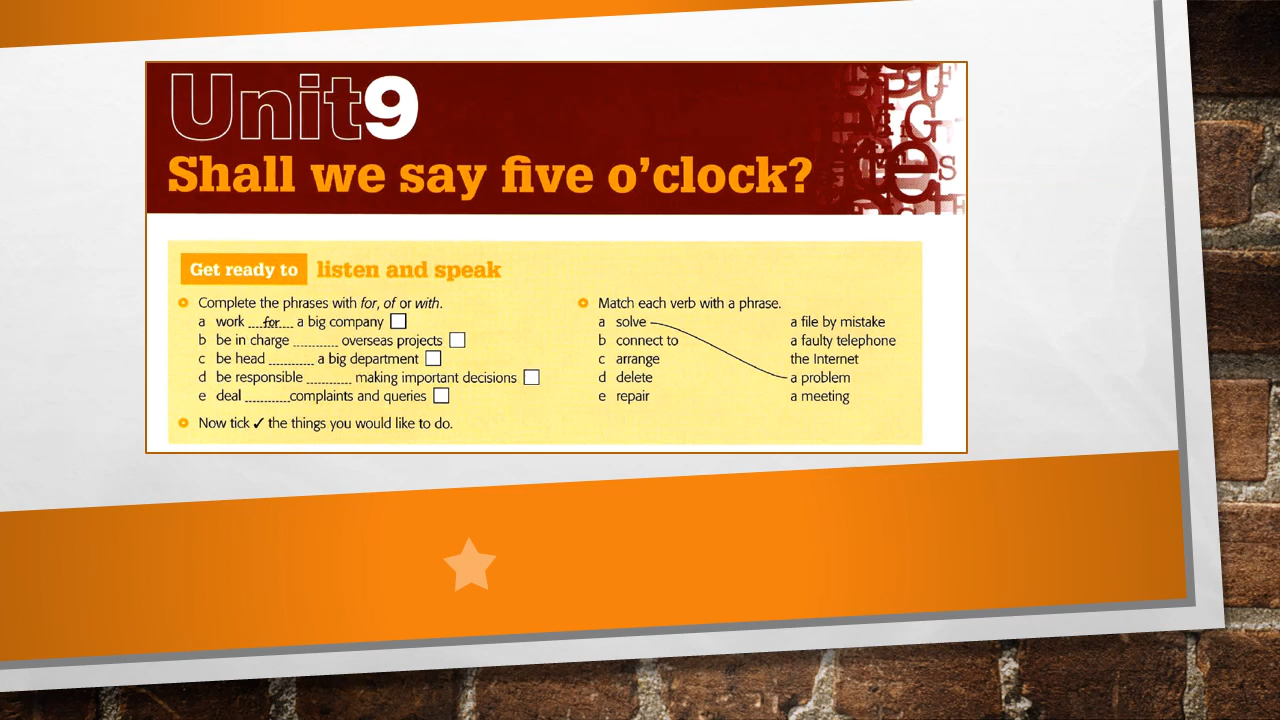 Unit9
Shall we say five o'clock?
Get ready to listen and speak
Complete the phrases with for, of or with.
a work ....for.... a big company
b be in charge .......... overseas projects
c be head .......... a big department
d be responsible .......... making important decisions
e deal ..........complaints and queries
Now tick ✓ the things you would like to do.
Match each verb with a phrase.
a solve a file by mistake
b connect to a faulty telephone
c arrange the Internet
d delete a problem
e repair a meeting